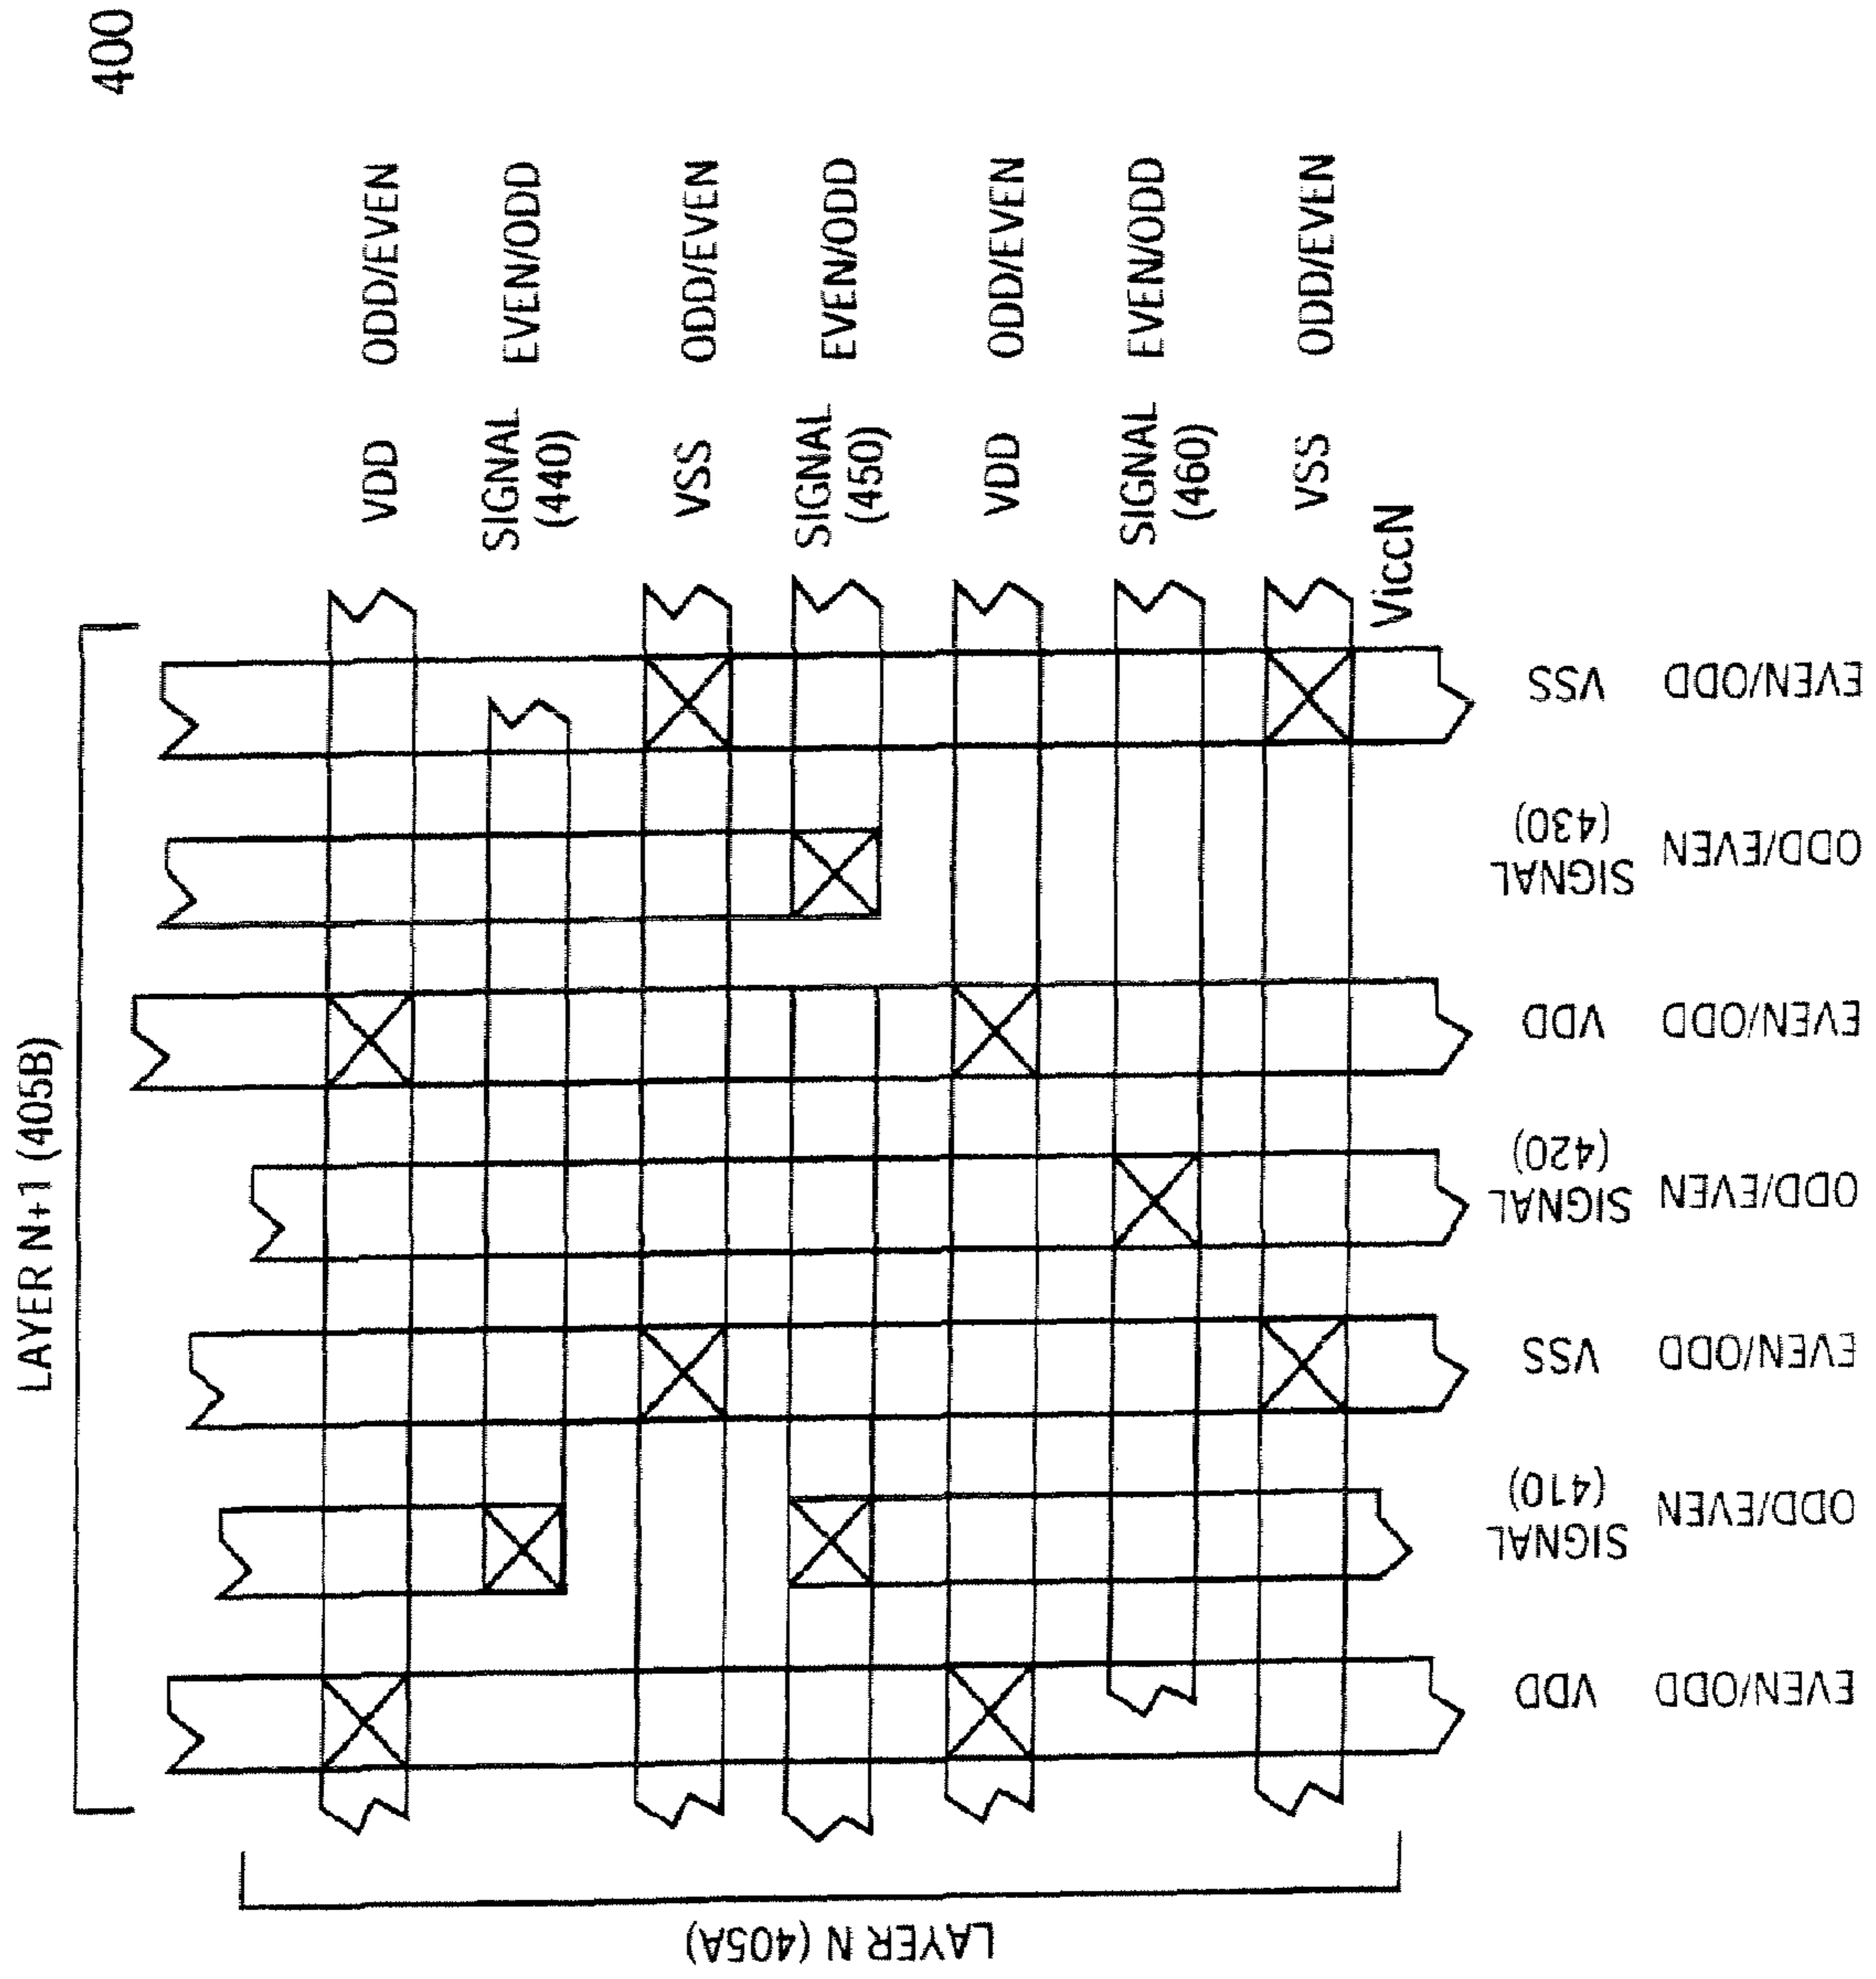 400
LAYER N+1 (405B)
VDD ODD/EVEN
SIGNAL
(440)
EVEN/ODD
VSS ODD/EVEN
SIGNAL
(450)
EVEN/ODD
VDD ODD/EVEN
SIGNAL
(460)
EVEN/ODD
VSS ODD/EVEN
ViccN
LAYER N (405A)
VDD
EVEN/ODD
SIGNAL
(410)
ODD/EVEN
VSS
EVEN/ODD
SIGNAL
(420)
ODD/EVEN
VDD
EVEN/ODD
SIGNAL
(430)
ODD/EVEN
VSS
EVEN/ODD